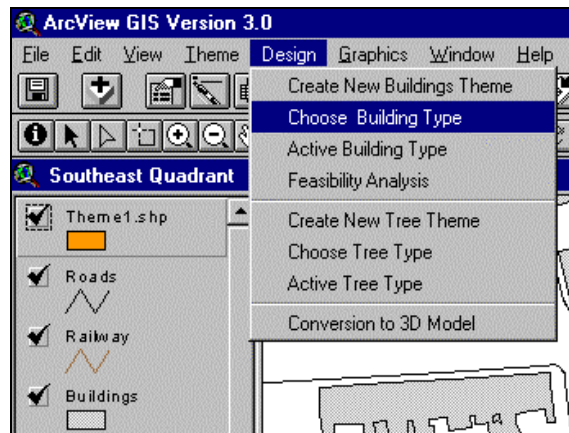 ArcView GIS Version 3.0
File Edit View Theme Design Graphics Window Help
Create New Buildings Theme
Choose Building Type
Active Building Type
Feasibility Analysis
Create New Tree Theme
Choose Tree Type
Active Tree Type
Conversion to 3D Model
Southeast Quadrant
Theme1.shp
Roads
Railway
Buildings